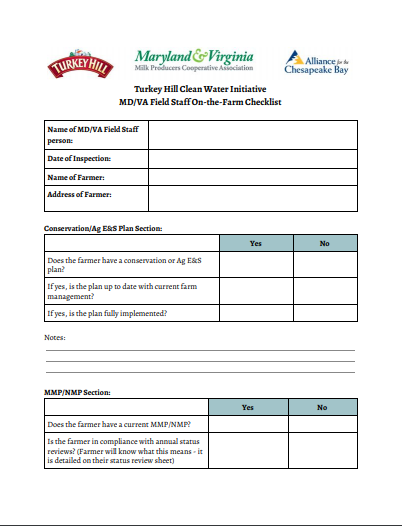 TURKEY HILL
Maryland&Virginia
Milk Producers Cooperative Association
Alliance for the
Chesapeake Bay
Turkey Hill Clean Water Initiative
MD/VA Field Staff On-the-Farm Checklist
Name of MD/VA Field Staff
person:
Date of Inspection:
Name of Farmer:
Address of Farmer:
Conservation/Ag E&S Plan Section:
Yes No
Does the farmer have a conservation or Ag E&S
plan?
If yes, is the plan up to date with current farm
management?
If yes, is the plan fully implemented?
Notes:
MMP/NMP Section:
Yes No
Does the farmer have a current MMP/NMP?
Is the farmer in compliance with annual status
reviews? (Farmer will know what this means - it
is detailed on their status review sheet)